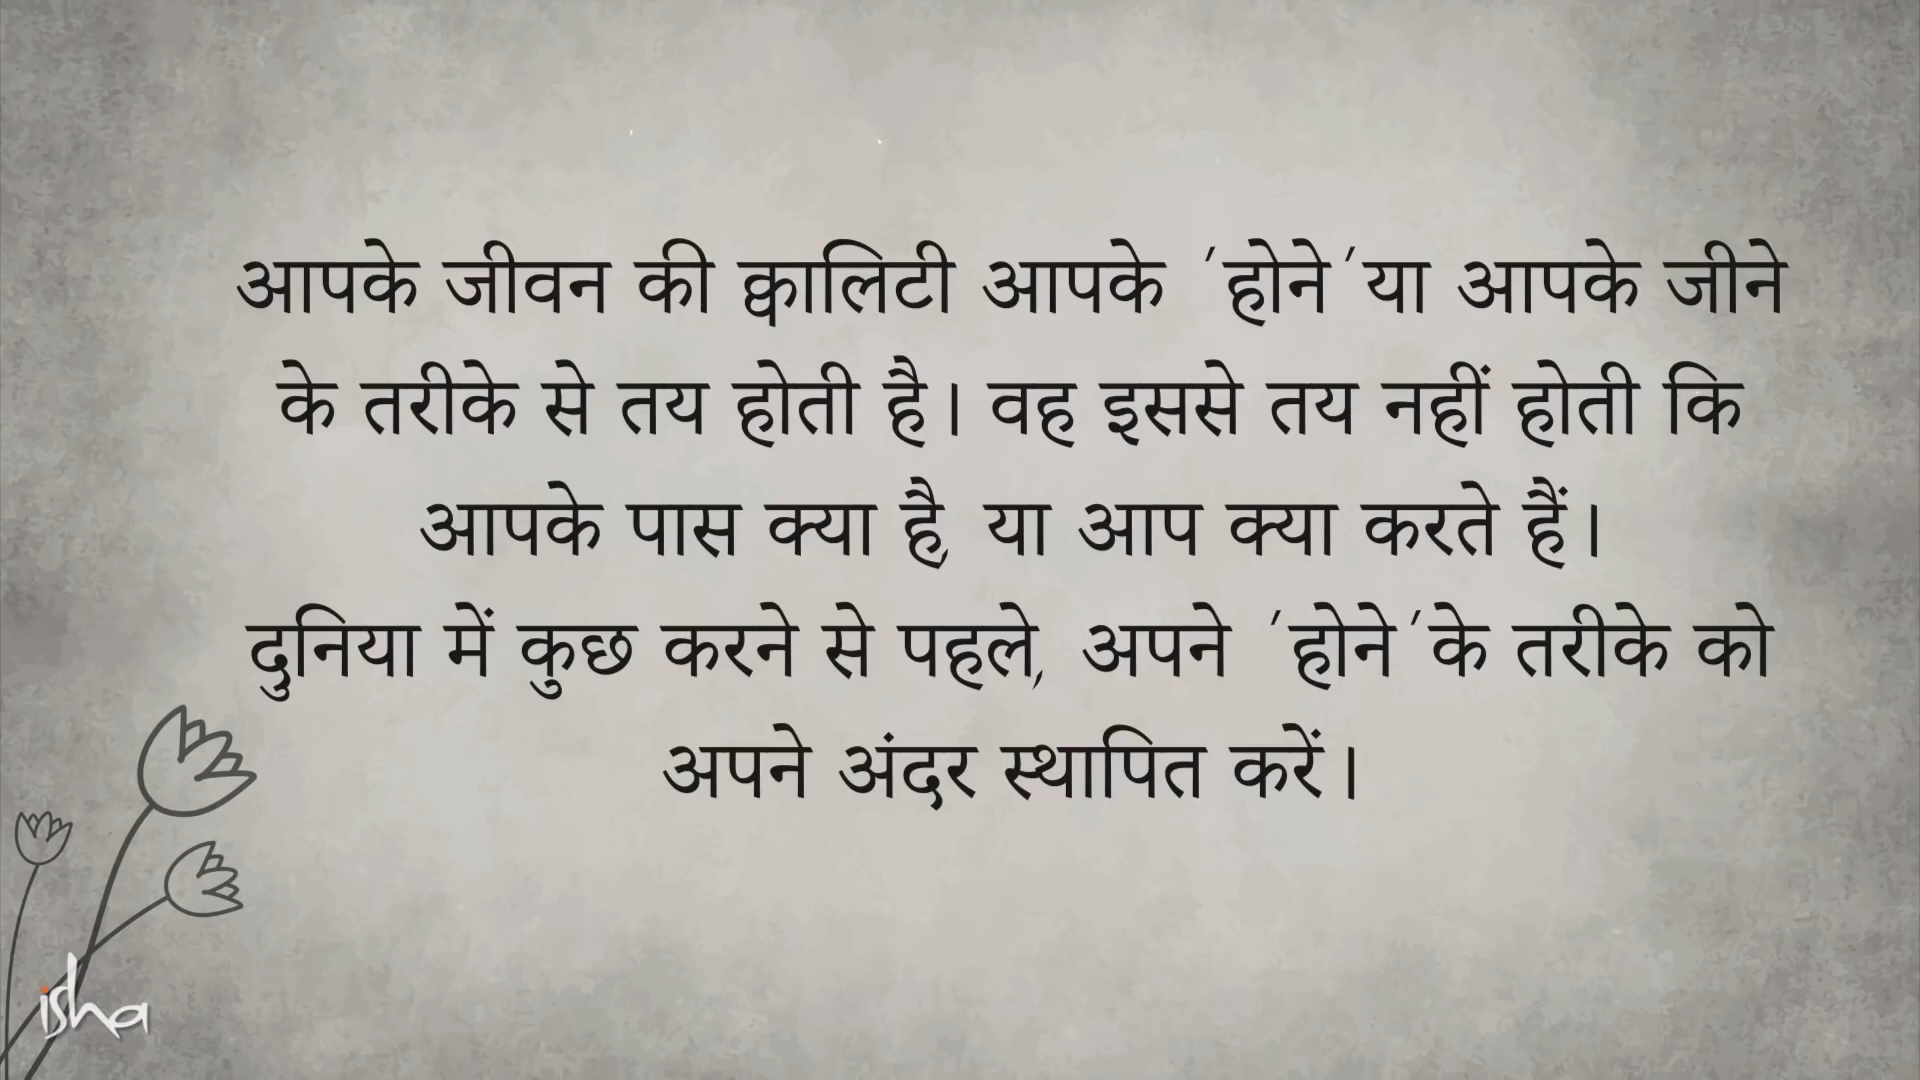 आपके जीवन की क्वालिटी आपके 'होने' या आपके जीने
के तरीके से तय होती है। वह इससे तय नहीं होती कि
आपके पास क्या है, या आप क्या करते हैं।
दुनिया में कुछ करने से पहले, अपने 'होने' के तरीके को
अपने अंदर स्थापित करें।
isha